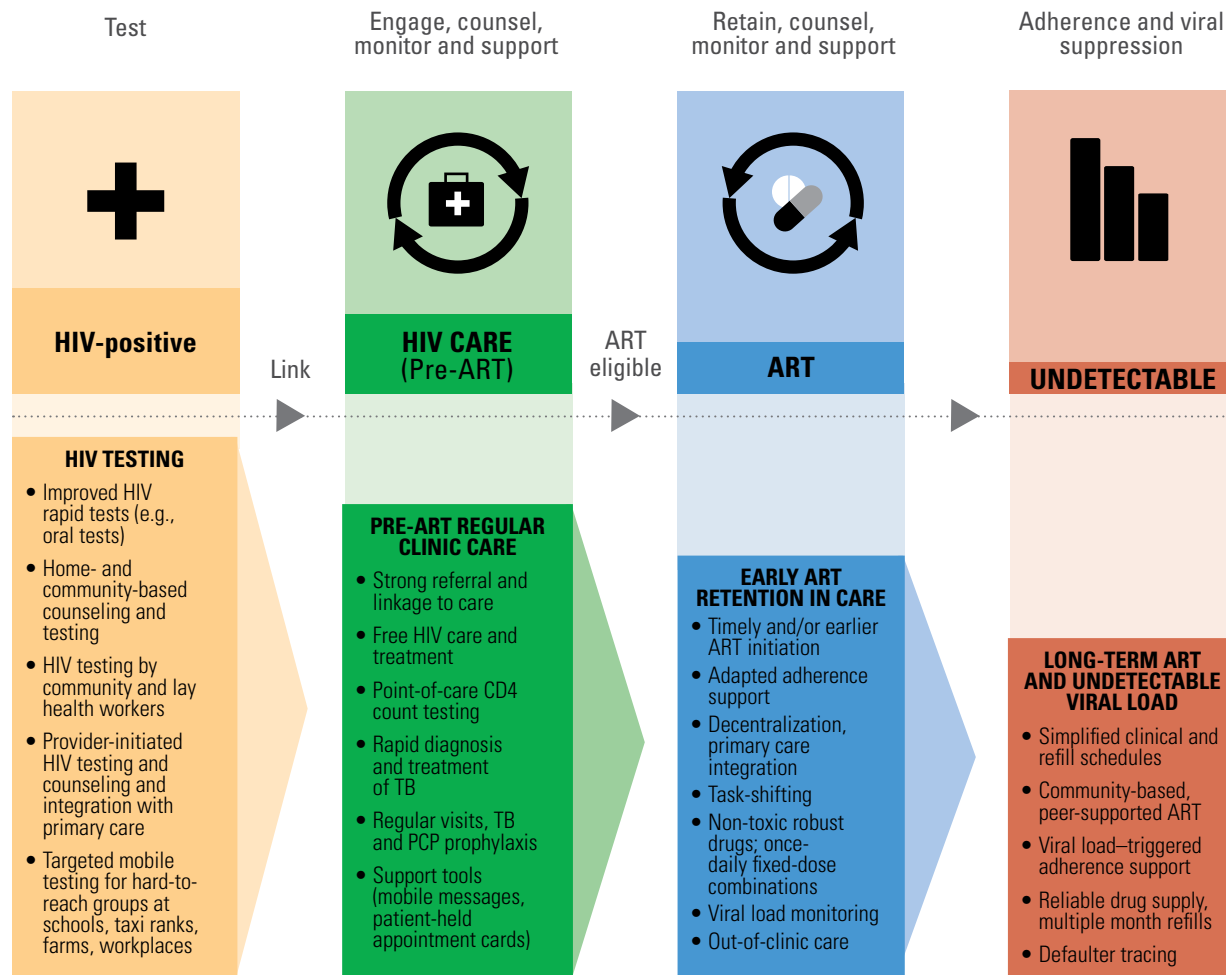 Test
Engage, counsel,
monitor and support
Retain, counsel,
monitor and support
Adherence and viral
suppression
HIV-positive
Link
HIV CARE
(Pre-ART)
ART
eligible
ART
UNDETECTABLE
HIV TESTING
• Improved HIV
rapid tests (e.g.,
oral tests)
• Home- and
community-based
counseling and
testing
• HIV testing by
community and lay
health workers
• Provider-initiated
HIV testing and
counseling and
integration with
primary care
• Targeted mobile
testing for hard-to-
reach groups at
schools, taxi ranks,
farms, workplaces
PRE-ART REGULAR
CLINIC CARE
• Strong referral and
linkage to care
• Free HIV care and
treatment
• Point-of-care CD4
count testing
• Rapid diagnosis
and treatment
of TB
• Regular visits, TB
and PCP prophylaxis
• Support tools
(mobile messages,
patient-held
appointment cards)
EARLY ART
RETENTION IN CARE
• Timely and/or earlier
ART initiation
• Adapted adherence
support
• Decentralization,
primary care
integration
• Task-shifting
• Non-toxic robust
drugs; once-
daily fixed-dose
combinations
• Viral load monitoring
• Out-of-clinic care
LONG-TERM ART
AND UNDETECTABLE
VIRAL LOAD
• Simplified clinical and
refill schedules
• Community-based,
peer-supported ART
• Viral load–triggered
adherence support
• Reliable drug supply,
multiple month refills
• Defaulter tracing